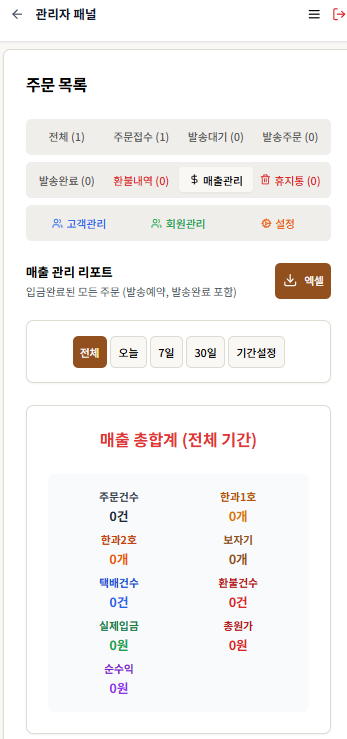 관리자 패널
주문 목록
전체 (1) 주문접수 (1) 발송대기 (0) 발송주문 (0)
발송완료 (0) 환불내역 (0) 매출관리 휴지통 (0)
고객관리 회원관리 설정
매출 관리 리포트
입금완료된 모든 주문 (발송예약, 발송완료 포함)
엑셀
전체 오늘 7일 30일 기간설정
매출 총합계 (전체 기간)
주문건수 한과1호
0건 0개
한과2호 보자기
0개 0개
택배건수 환불건수
0건 0건
실제입금 총원가
0원 0원
순수익
0원